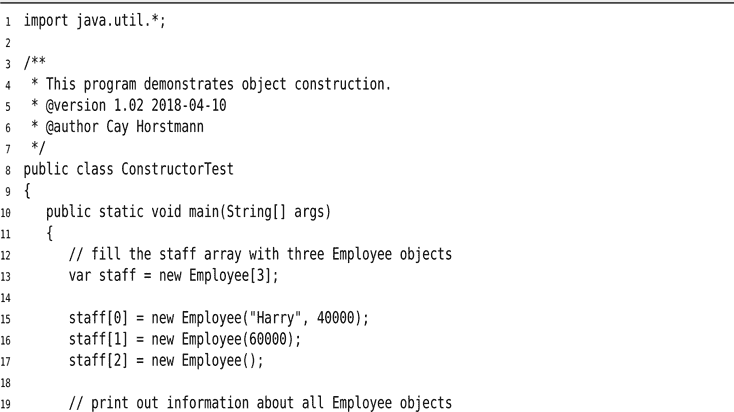 1 import java.util.*;
2
3 /**
4  * This program demonstrates object construction.
5  * @version 1.02 2018-04-10
6  * @author Cay Horstmann
7  */
8 public class ConstructorTest
9 {
10    public static void main(String[] args)
11    {
12       // fill the staff array with three Employee objects
13       var staff = new Employee[3];
14
15       staff[0] = new Employee("Harry", 40000);
16       staff[1] = new Employee(60000);
17       staff[2] = new Employee();
18
19       // print out information about all Employee objects